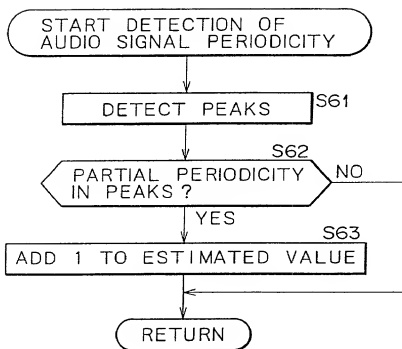 START DETECTION OF
AUDIO SIGNAL PERIODICITY
DETECT PEAKS
S61
S62
PARTIAL PERIODICITY
IN PEAKS?
NO
YES
S63
ADD 1 TO ESTIMATED VALUE
RETURN